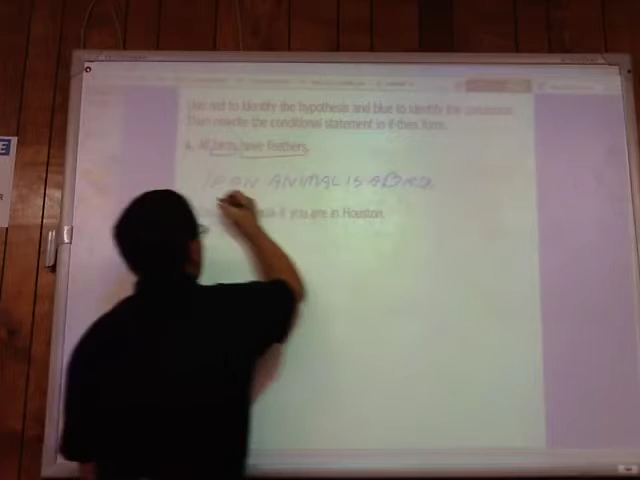 Use red to identify the hypothesis and blue to identify the conclusion.
Then rewrite the conditional statement in if-then form.
a. All birds have feathers.
IF AN ANIMAL IS A BIRD
if you are in Houston.
E